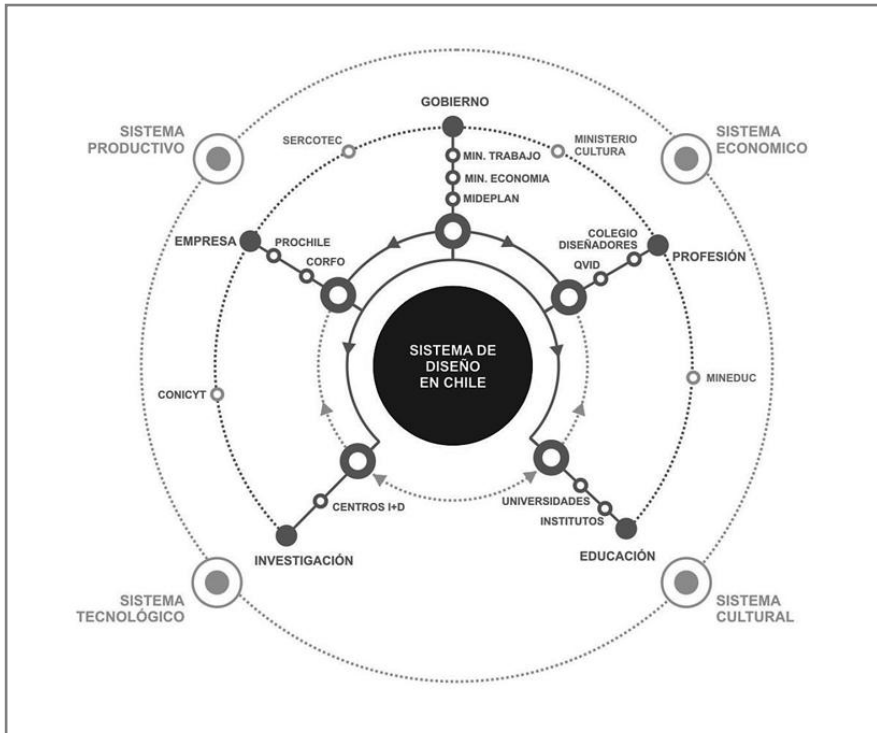 GOBIERNO
SISTEMA
PRODUCTIVO
SERCOTEC
MINISTERIO
CULTURA
SISTEMA
ECONOMICO
MIN. TRABAJO
MIN. ECONOMIA
MIDEPLAN
EMPRESA
PROCHILE
CORFO
COLEGIO
DISEÑADORES
QVID
PROFESIÓN
SISTEMA DE
DISEÑO
EN CHILE
CONICYT
MINEDUC
CENTROS I+D
INVESTIGACIÓN
UNIVERSIDADES
INSTITUTOS
EDUCACIÓN
SISTEMA
TECNOLÓGICO
SISTEMA
CULTURAL